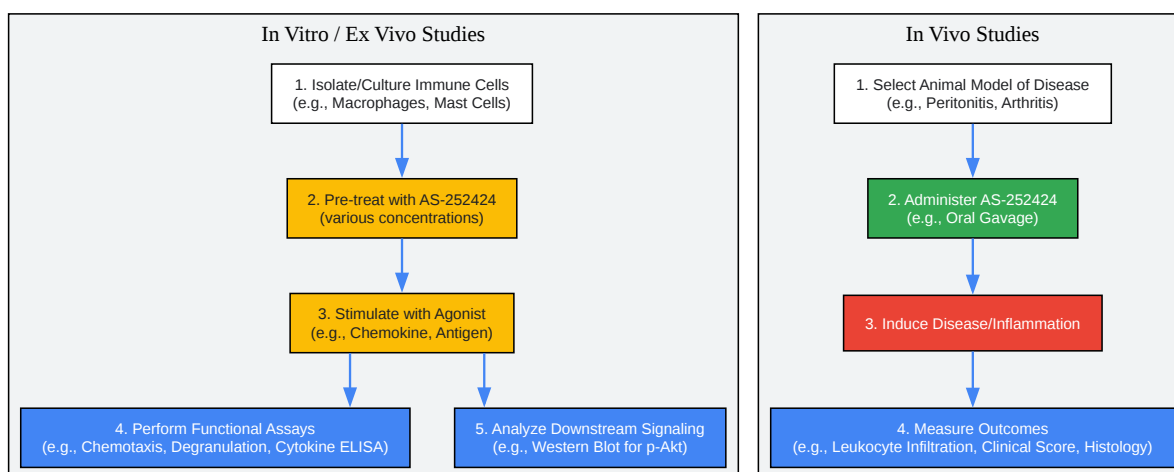 In Vitro / Ex Vivo Studies
1. Isolate/Culture Immune Cells
(e.g., Macrophages, Mast Cells)
2. Pre-treat with AS-252424
(various concentrations)
3. Stimulate with Agonist
(e.g., Chemokine, Antigen)
4. Perform Functional Assays
(e.g., Chemotaxis, Degranulation, Cytokine ELISA)
5. Analyze Downstream Signaling
(e.g., Western Blot for p-Akt)
In Vivo Studies
1. Select Animal Model of Disease
(e.g., Peritonitis, Arthritis)
2. Administer AS-252424
(e.g., Oral Gavage)
3. Induce Disease/Inflammation
4. Measure Outcomes
(e.g., Leukocyte Infiltration, Clinical Score, Histology)